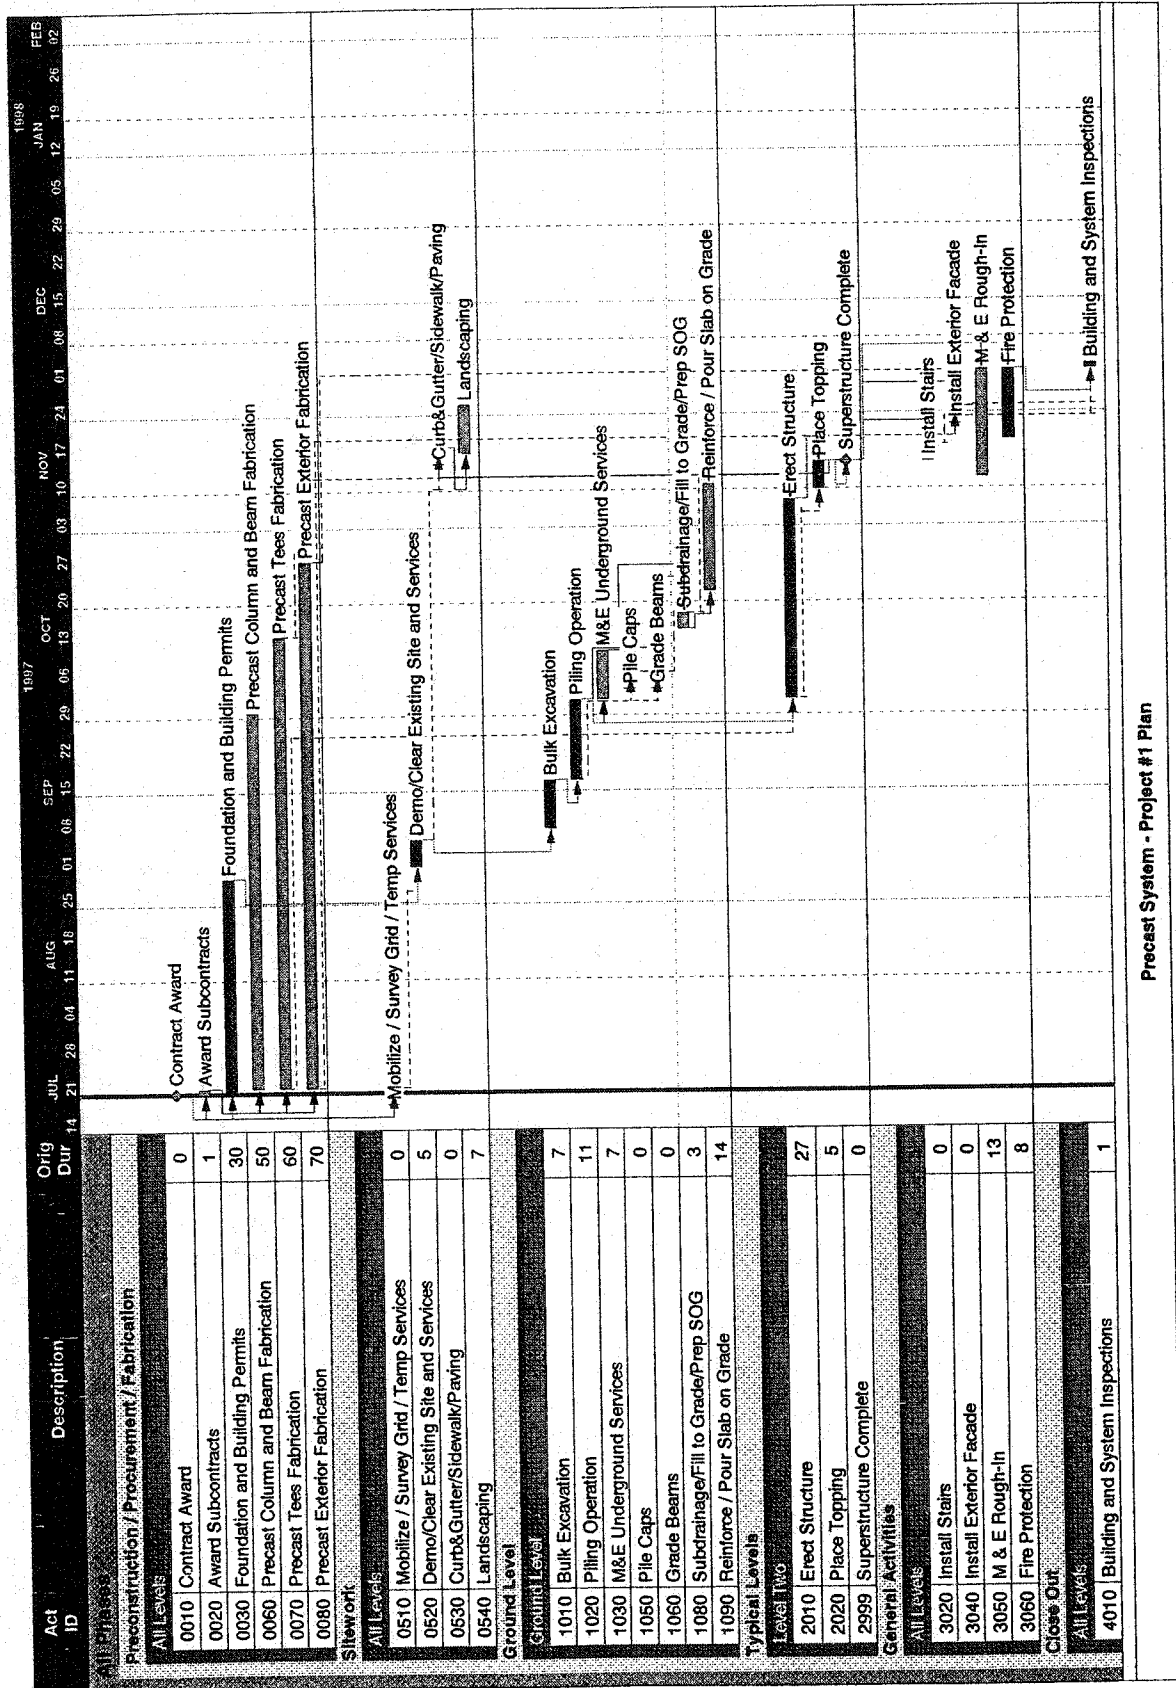 Act ID Description Orig Dur
1997 1998
JUL AUG SEP OCT NOV DEC JAN FEB
14 21 28 04 11 18 25 01 08 15 22 29 06 13 20 27 03 10 17 24 01 08 15 22 29 05 12 19 26 02
All Phases
Preconstruction / Procurement / Fabrication
All Levels
0010 Contract Award 0 Contract Award
0020 Award Subcontracts 1 Award Subcontracts
0030 Foundation and Building Permits 30 Foundation and Building Permits
0060 Precast Column and Beam Fabrication 50 Precast Column and Beam Fabrication
0070 Precast Tees Fabrication 60 Precast Tees Fabrication
0080 Precast Exterior Fabrication 70 Precast Exterior Fabrication
Sitework
All Levels
0510 Mobilize / Survey Grid / Temp Services 0 Mobilize / Survey Grid / Temp Services
0520 Demo/Clear Existing Site and Services 5 Demo/Clear Existing Site and Services
0530 Curb&Gutter/Sidewalk/Paving 0 Curb&Gutter/Sidewalk/Paving
0540 Landscaping 7 Landscaping
Ground Level
Ground Level
1010 Bulk Excavation 7 Bulk Excavation
1020 Piling Operation 11 Piling Operation
1030 M&E Underground Services 7 M&E Underground Services
1050 Pile Caps 0 Pile Caps
1060 Grade Beams 0 Grade Beams
1080 Subdrainage/Fill to Grade/Prep SOG 3 Subdrainage/Fill to Grade/Prep SOG
1090 Reinforce / Pour Slab on Grade 14 Reinforce / Pour Slab on Grade
Typical Levels
Level Two
2010 Erect Structure 27 Erect Structure
2020 Place Topping 5 Place Topping
2999 Superstructure Complete 0 Superstructure Complete
General Activities
All Levels
3020 Install Stairs 0 Install Stairs
3040 Install Exterior Facade 0 Install Exterior Facade
3050 M & E Rough-In 13 M & E Rough-In
3060 Fire Protection 8 Fire Protection
Close Out
All Levels
4010 Building and System Inspections 1 Building and System Inspections
Precast System - Project #1 Plan